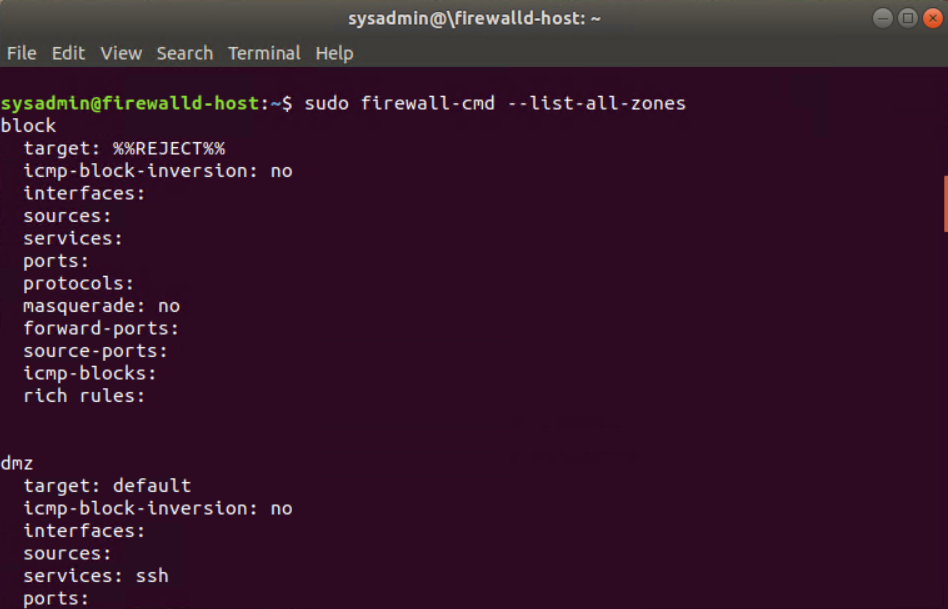 sysadmin@\firewalld-host: ~
File Edit View Search Terminal Help
sysadmin@firewalld-host:~$ sudo firewall-cmd --list-all-zones
block
  target: %%REJECT%%
  icmp-block-inversion: no
  interfaces:
  sources:
  services:
  ports:
  protocols:
  masquerade: no
  forward-ports:
  source-ports:
  icmp-blocks:
  rich rules:
dmz
  target: default
  icmp-block-inversion: no
  interfaces:
  sources:
  services: ssh
  ports: